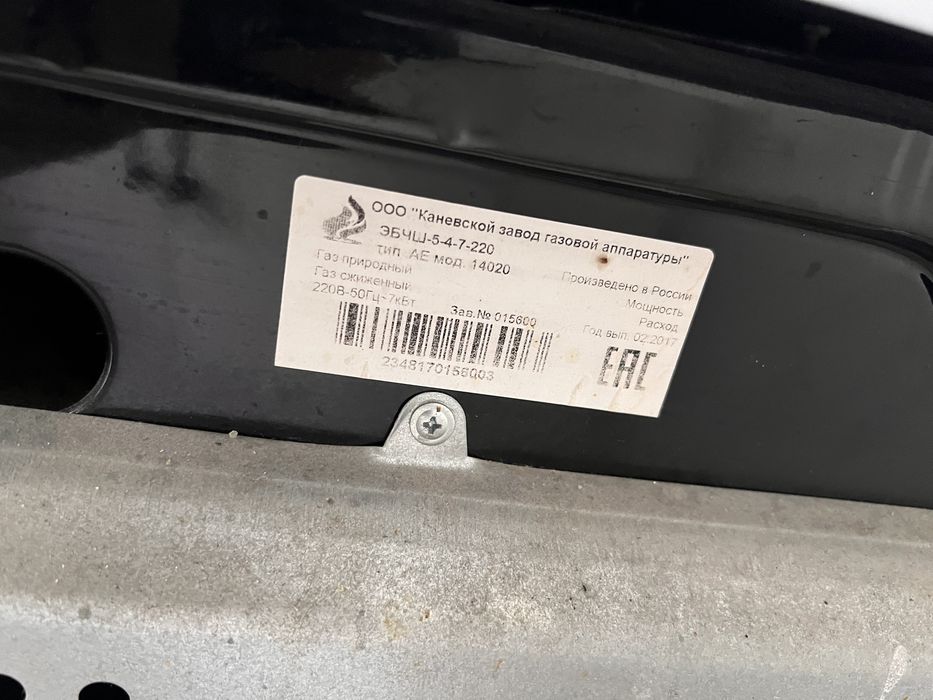 ООО "Каневской завод газовой аппаратуры"
ЭБЧШ-5-4-7-220
тип АЕ мод. 14020
Газ природный
Газ сжиженный
220В-50Гц~7кВт
Произведено в России
Мощность
Расход
Зав.№ 015600
Год вып. 02.2017
2348170156003
EAC